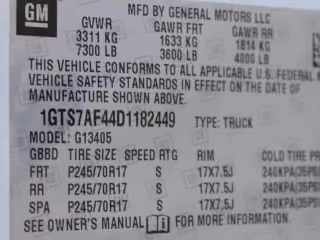 GM
MFD BY GENERAL MOTORS LLC
GVWR GAWR FRT GAWR RR
3311 KG 1633 KG 1814 KG
7300 LB 3600 LB 4000 LB
THIS VEHICLE CONFORMS TO ALL APPLICABLE U.S. FEDERAL
VEHICLE SAFETY STANDARDS IN EFFECT ON THE DATE OF
MANUFACTURE SHOWN ABOVE.
1GTS7AF44D1182449 TYPE: TRUCK
MODEL: G13405
GBBD TIRE SIZE SPEED RTG RIM COLD TIRE
FRT P245/70R17 S 17X7.5J 240KPA(35PSI
RR P245/70R17 S 17X7.5J 240KPA(35PSI
SPA P245/70R17 S 17X7.5J 240KPA(35PSI
SEE OWNER'S MANUAL FOR MORE INFORMATION